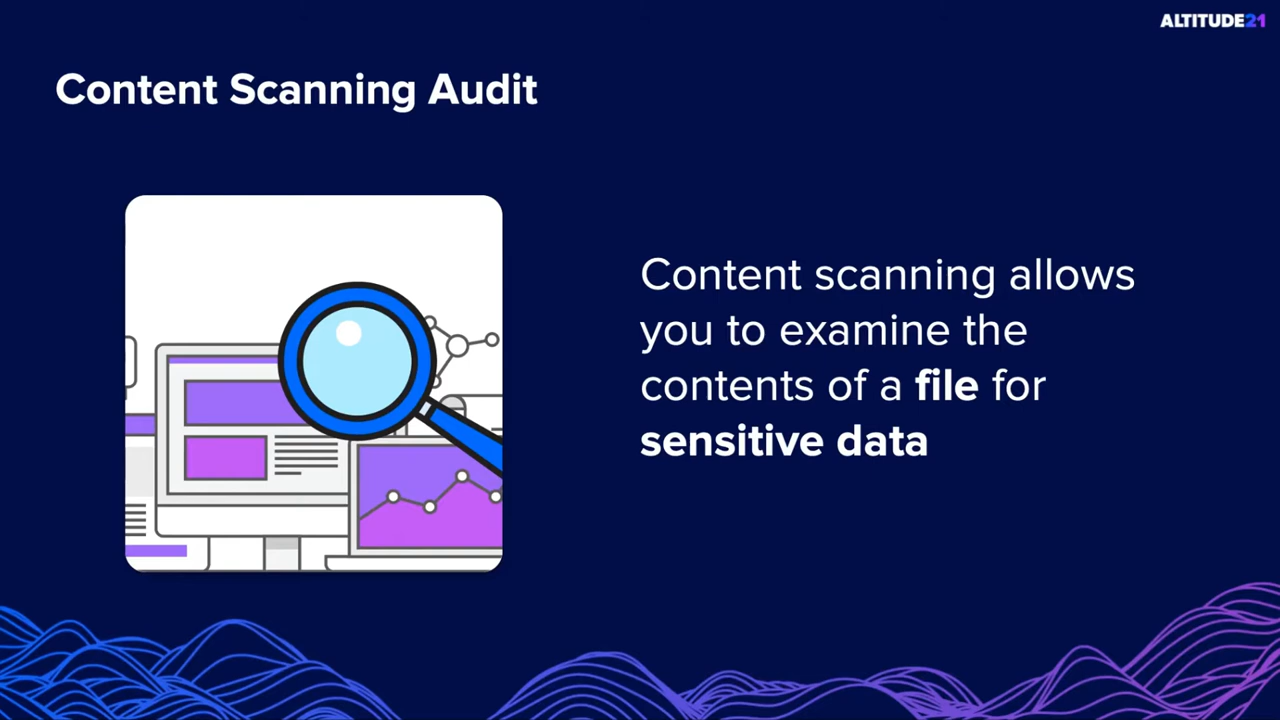 ALTITUDE21
Content Scanning Audit
Content scanning allows
you to examine the
contents of a file for
sensitive data